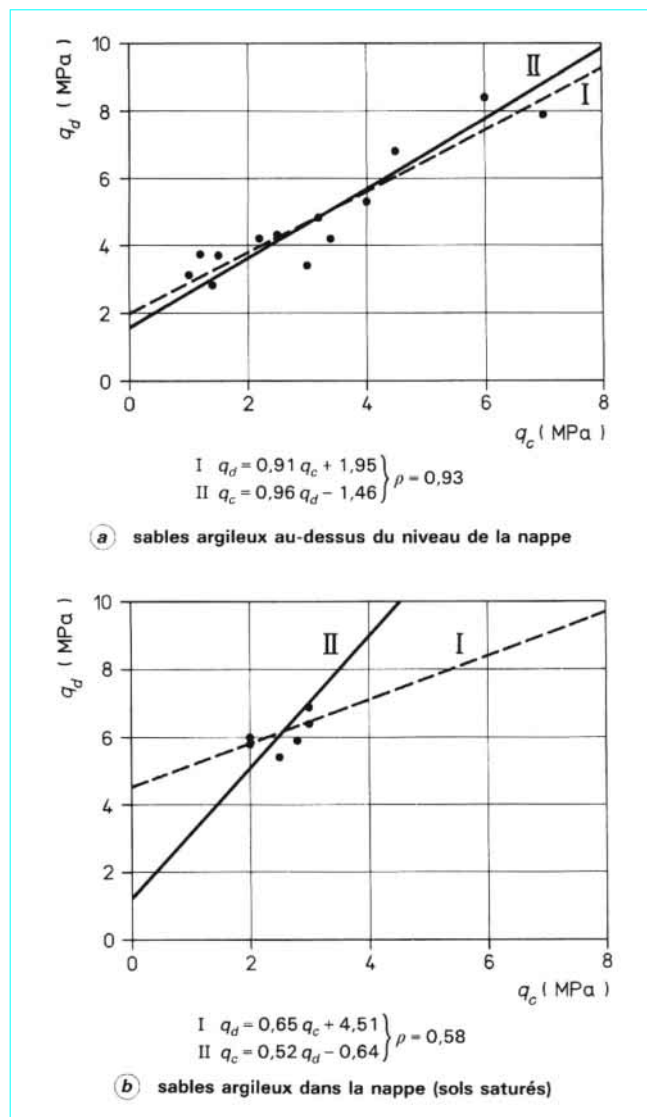 10
8
6
4
2
0
q_d (MPa)
II
I
0 2 4 6 8
q_c (MPa)
I q_d = 0,91 q_c + 1,95
II q_c = 0,96 q_d − 1,46
} ρ = 0,93
a sables argileux au-dessus du niveau de la nappe
10
8
6
4
2
0
q_d (MPa)
II
I
0 2 4 6 8
q_c (MPa)
I q_d = 0,65 q_c + 4,51
II q_c = 0,52 q_d − 0,64
} ρ = 0,58
b sables argileux dans la nappe (sols saturés)